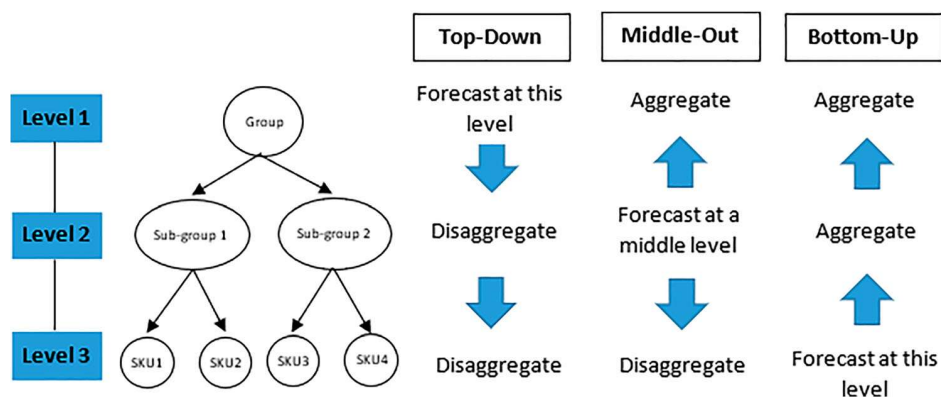 Top-Down
Middle-Out
Bottom-Up
Level 1
Group
Forecast at this
level
Aggregate
Aggregate
Level 2
Sub-group 1
Sub-group 2
Disaggregate
Forecast at a
middle level
Aggregate
Level 3
SKU1
SKU2
SKU3
SKU4
Disaggregate
Disaggregate
Forecast at this
level